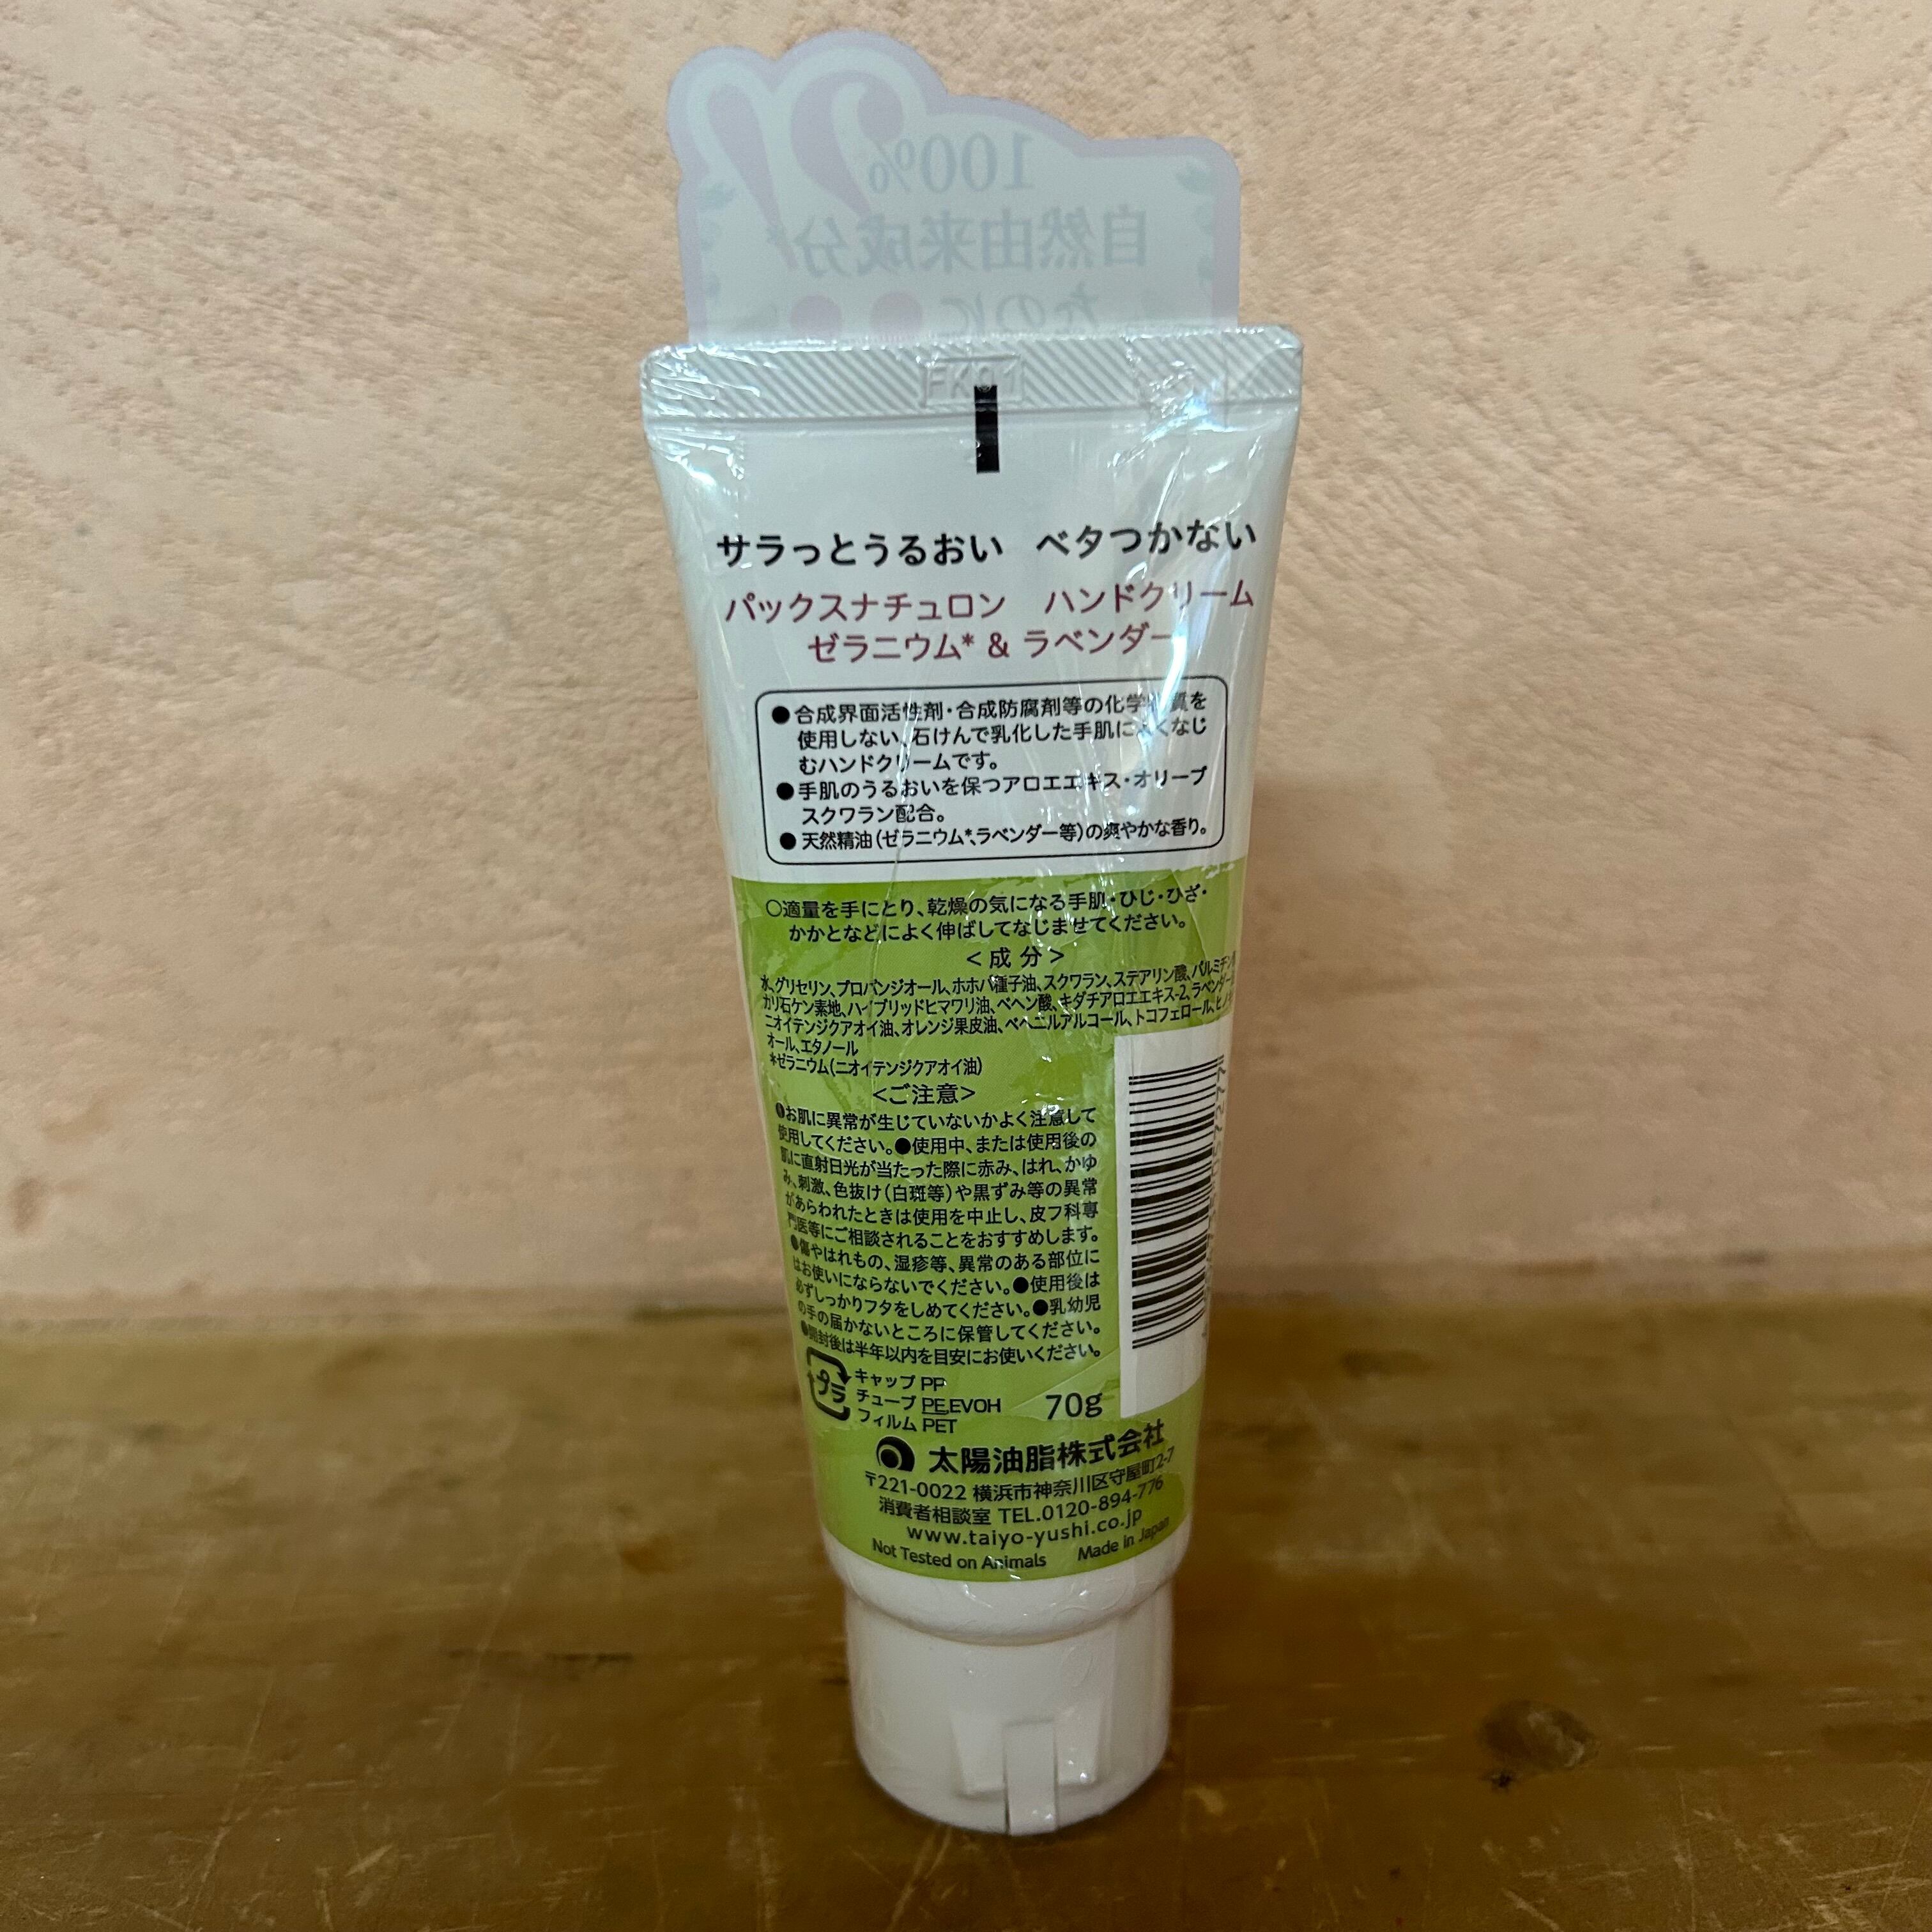 100%
自然由来成分
なのに
!?
FK01
サラっとうるおい ベタつかない
パックスナチュロン ハンドクリーム
ゼラニウム* & ラベンダー
●合成界面活性剤・合成防腐剤等の化学物質を
使用しない、石けんで乳化した手肌によくなじ
むハンドクリームです。
●手肌のうるおいを保つアロエエキス・オリーブ
スクワラン配合。
●天然精油(ゼラニウム*、ラベンダー等)の爽やかな香り。
○適量を手にとり、乾燥の気になる手肌・ひじ・ひざ・
かかとなどによく伸ばしてなじませてください。
<成分>
水、グリセリン、プロパンジオール、ホホバ種子油、スクワラン、ステアリン酸、パルミチン
カリ石ケン素地、ハイブリッドヒマワリ油、ベヘン酸、キダチアロエエキス-2、ラベンダー
ニオイテンジクアオイ油、オレンジ果皮油、ベヘニルアルコール、トコフェロール、ヒノ
オール、エタノール
*ゼラニウム(ニオイテンジクアオイ油)
<ご注意>
●お肌に異常が生じていないかよく注意して
使用してください。●使用中、または使用後の
肌に直射日光が当たった際に赤み、はれ、かゆ
み、刺激、色抜け(白斑等)や黒ずみ等の異常
があらわれたときは使用を中止し、皮フ科専
門医等にご相談されることをおすすめします。
●傷やはれもの、湿疹等、異常のある部位に
はお使いにならないでください。●使用後は
必ずしっかりフタをしめてください。●乳幼児
の手の届かないところに保管してください。
●開封後は半年以内を目安にお使いください。
プラ
キャップ PP
チューブ PE,EVOH
フィルム PET
70g
太陽油脂株式会社
〒221-0022 横浜市神奈川区守屋町2-7
消費者相談室 TEL.0120-894-776
www.taiyo-yushi.co.jp
Not Tested on Animals Made in Japan